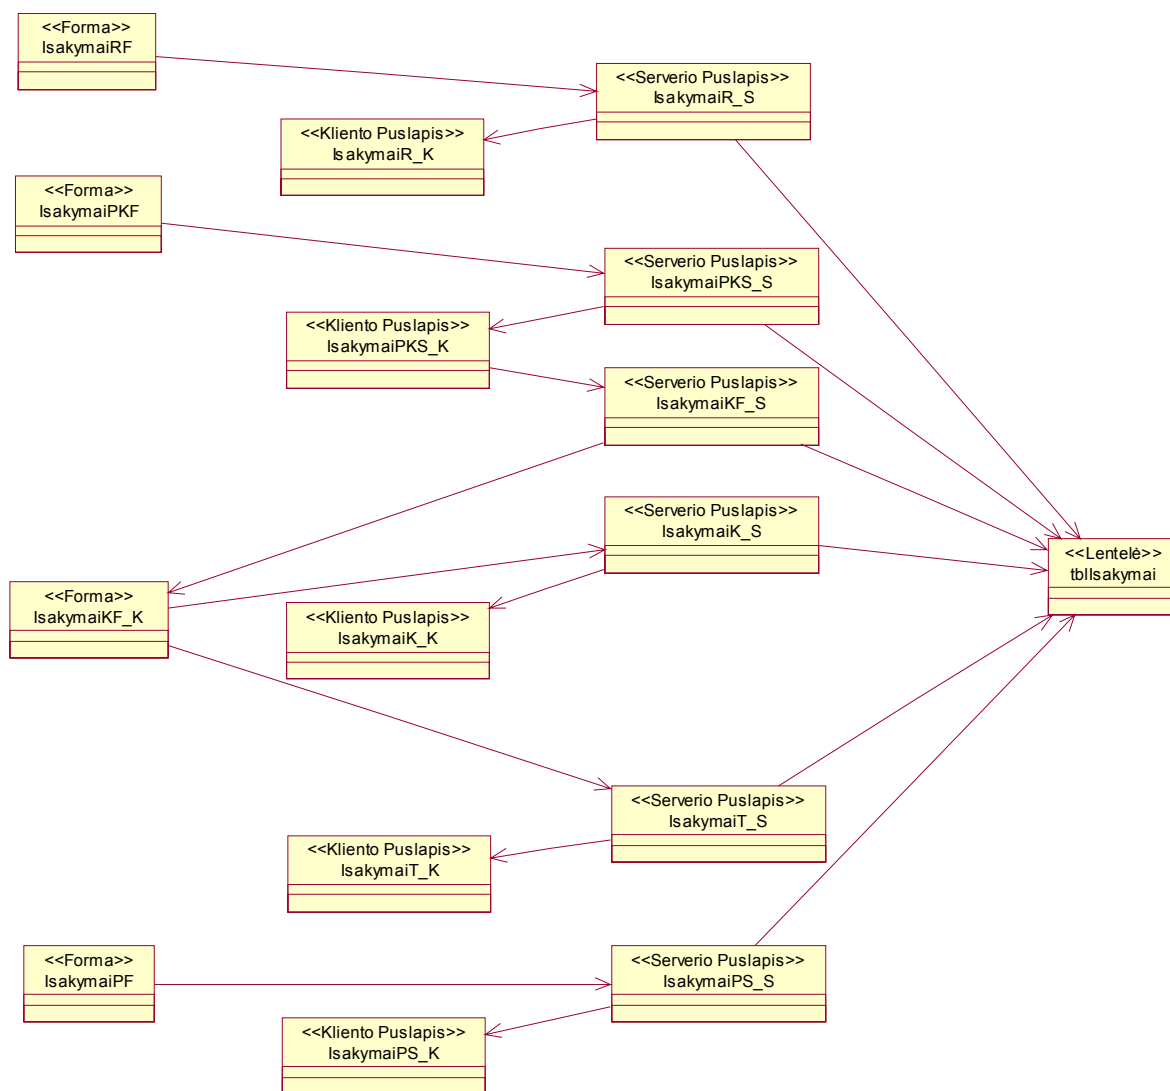 <<Forma>>
IsakymaiRF
<<Serverio Puslapis>>
IsakymaiR_S
<<Kliento Puslapis>>
IsakymaiR_K
<<Forma>>
IsakymaiPKF
<<Serverio Puslapis>>
IsakymaiPKS_S
<<Kliento Puslapis>>
IsakymaiPKS_K
<<Serverio Puslapis>>
IsakymaiKF_S
<<Serverio Puslapis>>
IsakymaiK_S
<<Lentelė>>
tblIsakymai
<<Forma>>
IsakymaiKF_K
<<Kliento Puslapis>>
IsakymaiK_K
<<Serverio Puslapis>>
IsakymaiT_S
<<Kliento Puslapis>>
IsakymaiT_K
<<Forma>>
IsakymaiPF
<<Serverio Puslapis>>
IsakymaiPS_S
<<Kliento Puslapis>>
IsakymaiPS_K